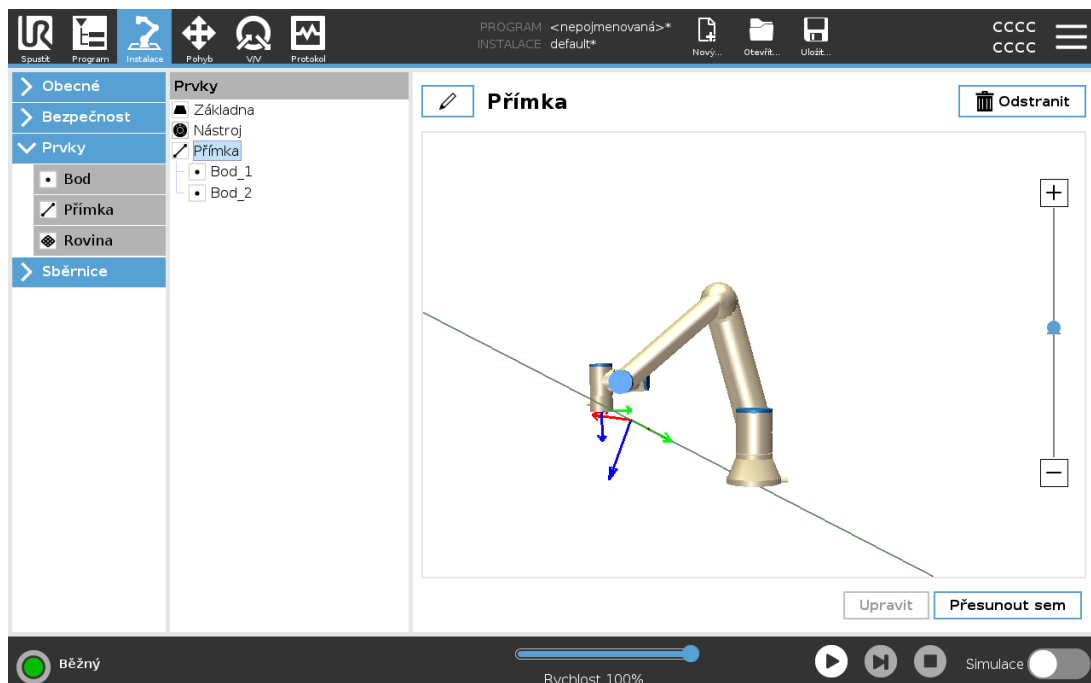 PROGRAM <nepojmenovaná>*
INSTALACE default*
CCCC
CCCC
Spustit Program Instalace Pohyb V/V Protokol
Nový... Otevřít... Uložit...
Obecné
Bezpečnost
Prvky
Bod
Přímka
Rovina
Sběrnice
Prvky
Základna
Nástroj
Přímka
Bod_1
Bod_2
Přímka
Odstranit
Upravit
Přesunout sem
Běžný
Rychlost 100%
Simulace